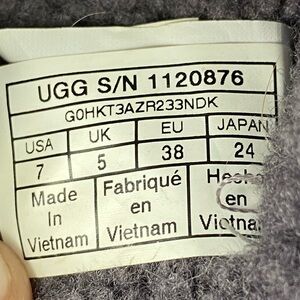 UGG S/N 1120876
G0HKT3AZR233NDK
USA UK EU JAPAN
7 5 38 24
Made Fabriqué Hecho
In en en
Vietnam Vietnam Vietnam